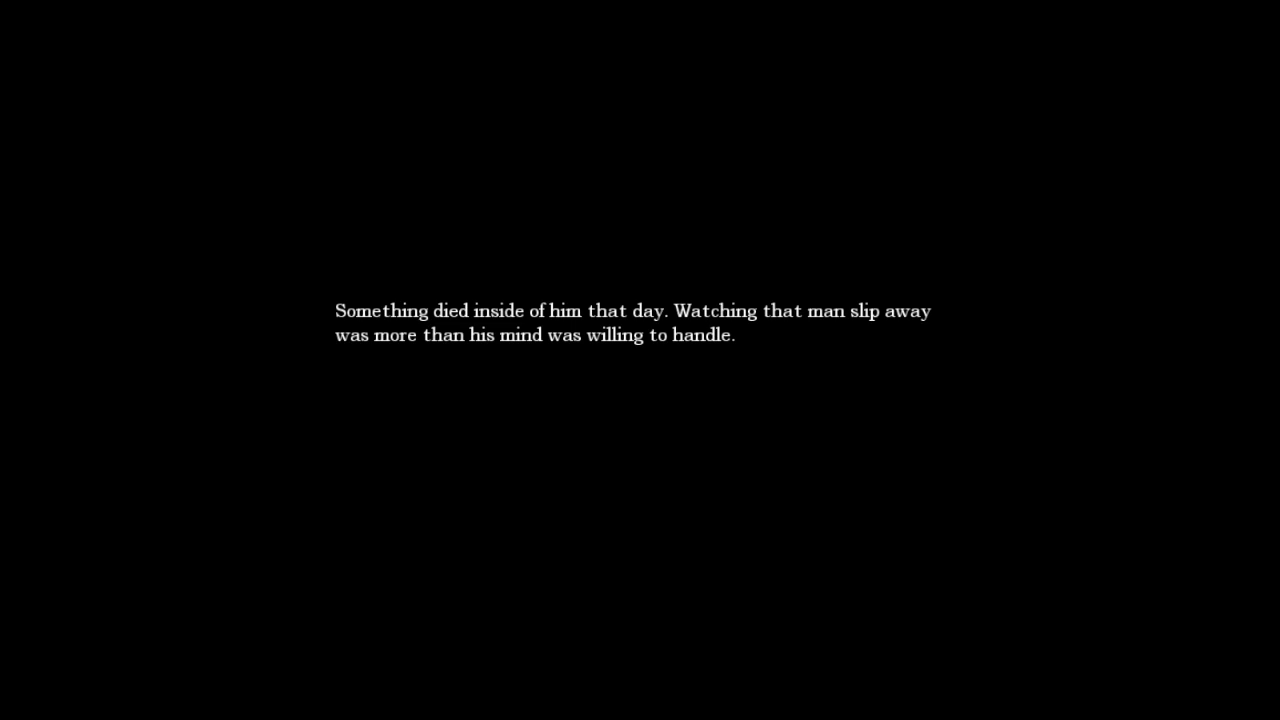 Something died inside of him that day. Watching that man slip away
was more than his mind was willing to handle.